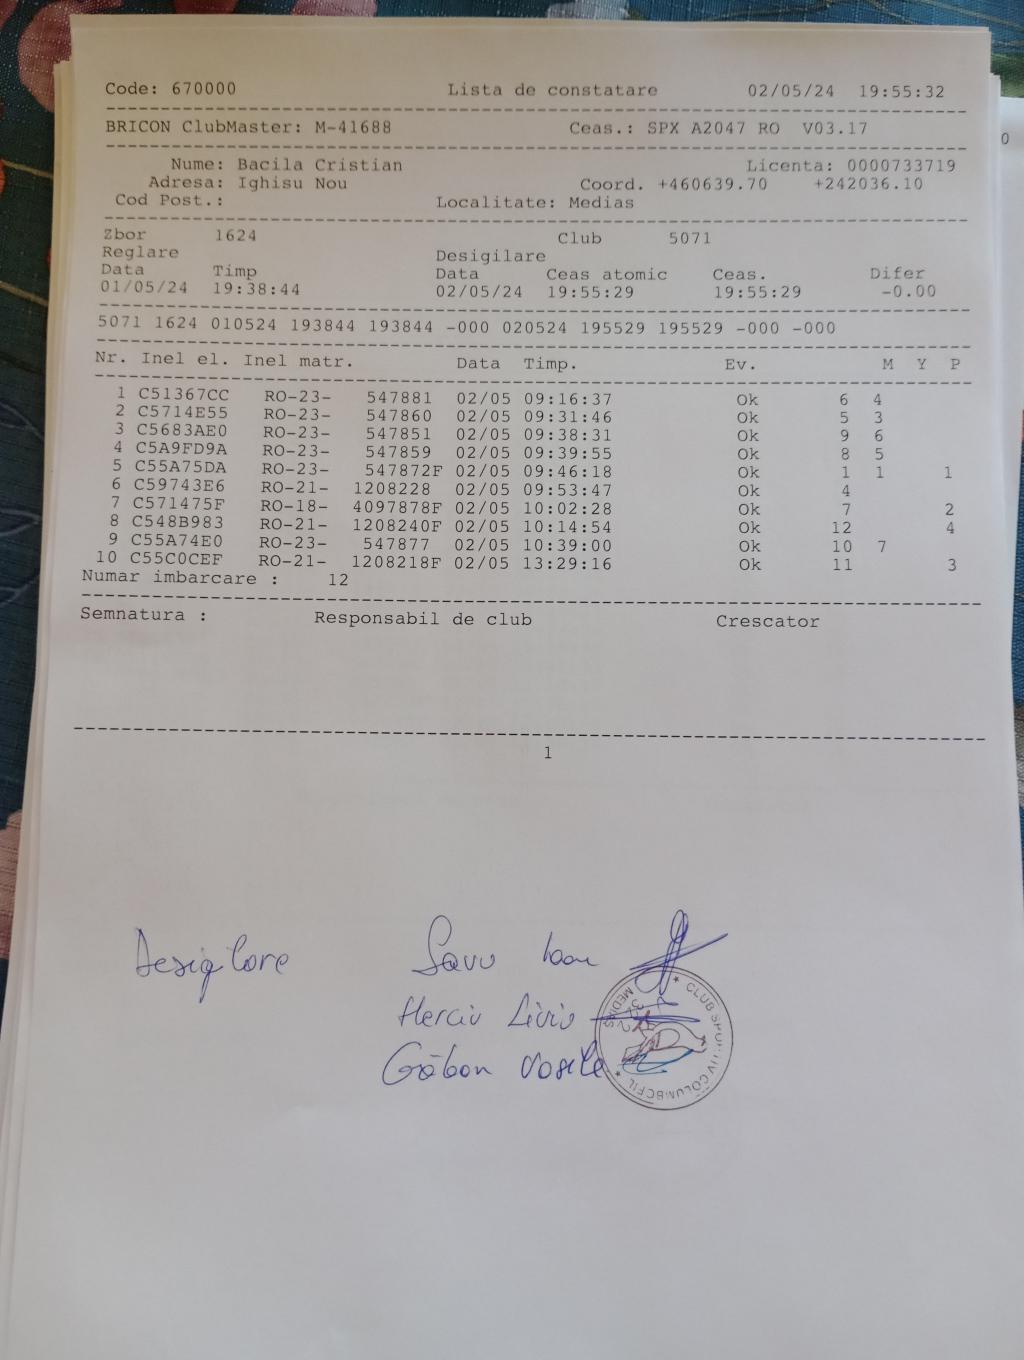 Code: 670000 Lista de constatare 02/05/24 19:55:32
BRICON ClubMaster: M-41688 Ceas.: SPX A2047 RO V03.17
Nume: Bacila Cristian Licenta: 0000733719
Adresa: Ighisu Nou Coord. +460639.70 +242036.10
Cod Post.: Localitate: Medias
Zbor 1624 Club 5071
Reglare Desigilare
Data Timp Data Ceas atomic Ceas. Difer
01/05/24 19:38:44 02/05/24 19:55:29 19:55:29 -0.00
5071 1624 010524 193844 193844 -000 020524 195529 195529 -000 -000
Nr. Inel el. Inel matr. Data Timp. Ev. M Y P
1 C51367CC RO-23- 547881 02/05 09:16:37 Ok 6 4
2 C5714E55 RO-23- 547860 02/05 09:31:46 Ok 5 3
3 C5683AE0 RO-23- 547851 02/05 09:38:31 Ok 9 6
4 C5A9FD9A RO-23- 547859 02/05 09:39:55 Ok 8 5
5 C55A75DA RO-23- 547872F 02/05 09:46:18 Ok 1 1 1
6 C59743E6 RO-21- 1208228 02/05 09:53:47 Ok 4
7 C571475F RO-18- 4097878F 02/05 10:02:28 Ok 7 2
8 C548B983 RO-21- 1208240F 02/05 10:14:54 Ok 12 4
9 C55A74E0 RO-23- 547877 02/05 10:39:00 Ok 10 7
10 C55C0CEF RO-21- 1208218F 02/05 13:29:16 Ok 11 3
Numar imbarcare : 12
Semnatura : Responsabil de club Crescator
1
Desigilare Savu Ioan
Herciu Liviu
Găban Vasile
CLUB SPORTIV COLUMBOFIL
MEDIAS